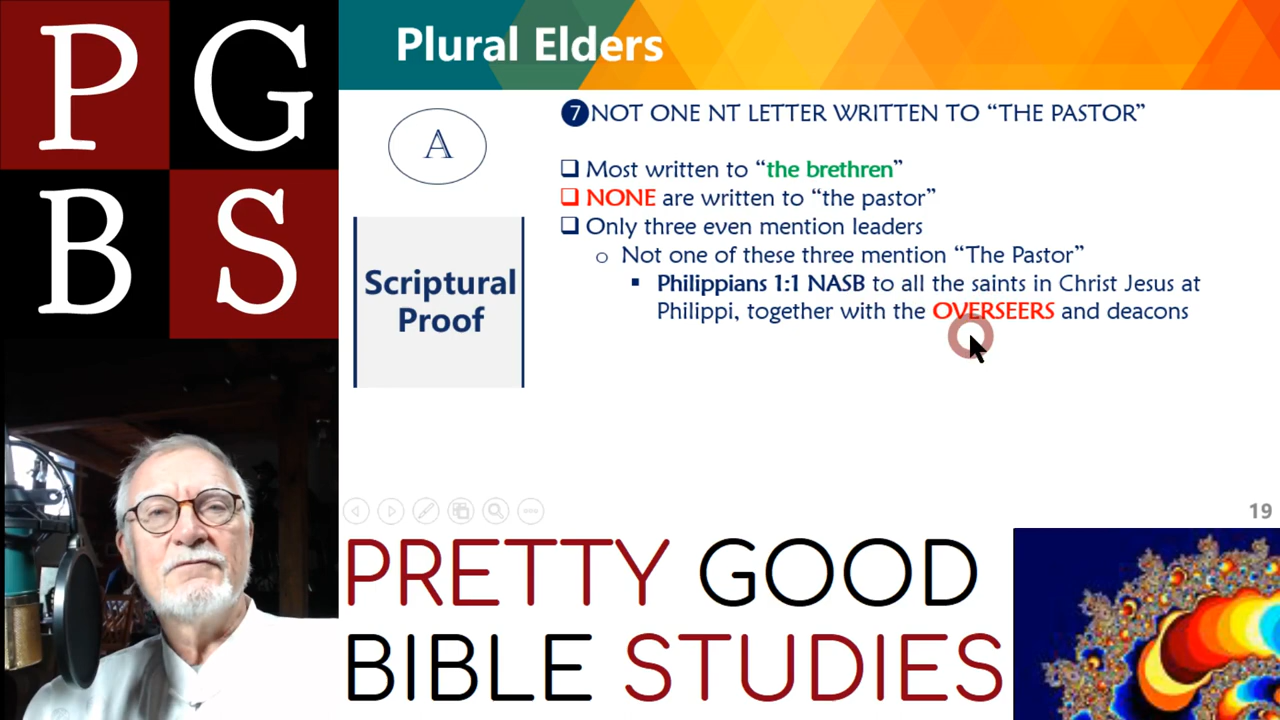 P G
B S
Plural Elders
A
Scriptural
Proof
7 NOT ONE NT LETTER WRITTEN TO “THE PASTOR”
❑ Most written to “the brethren”
❑ NONE are written to “the pastor”
❑ Only three even mention leaders
o Not one of these three mention “The Pastor”
▪ Philippians 1:1 NASB to all the saints in Christ Jesus at
Philippi, together with the OVERSEERS and deacons
19
PRETTY GOOD
BIBLE STUDIES